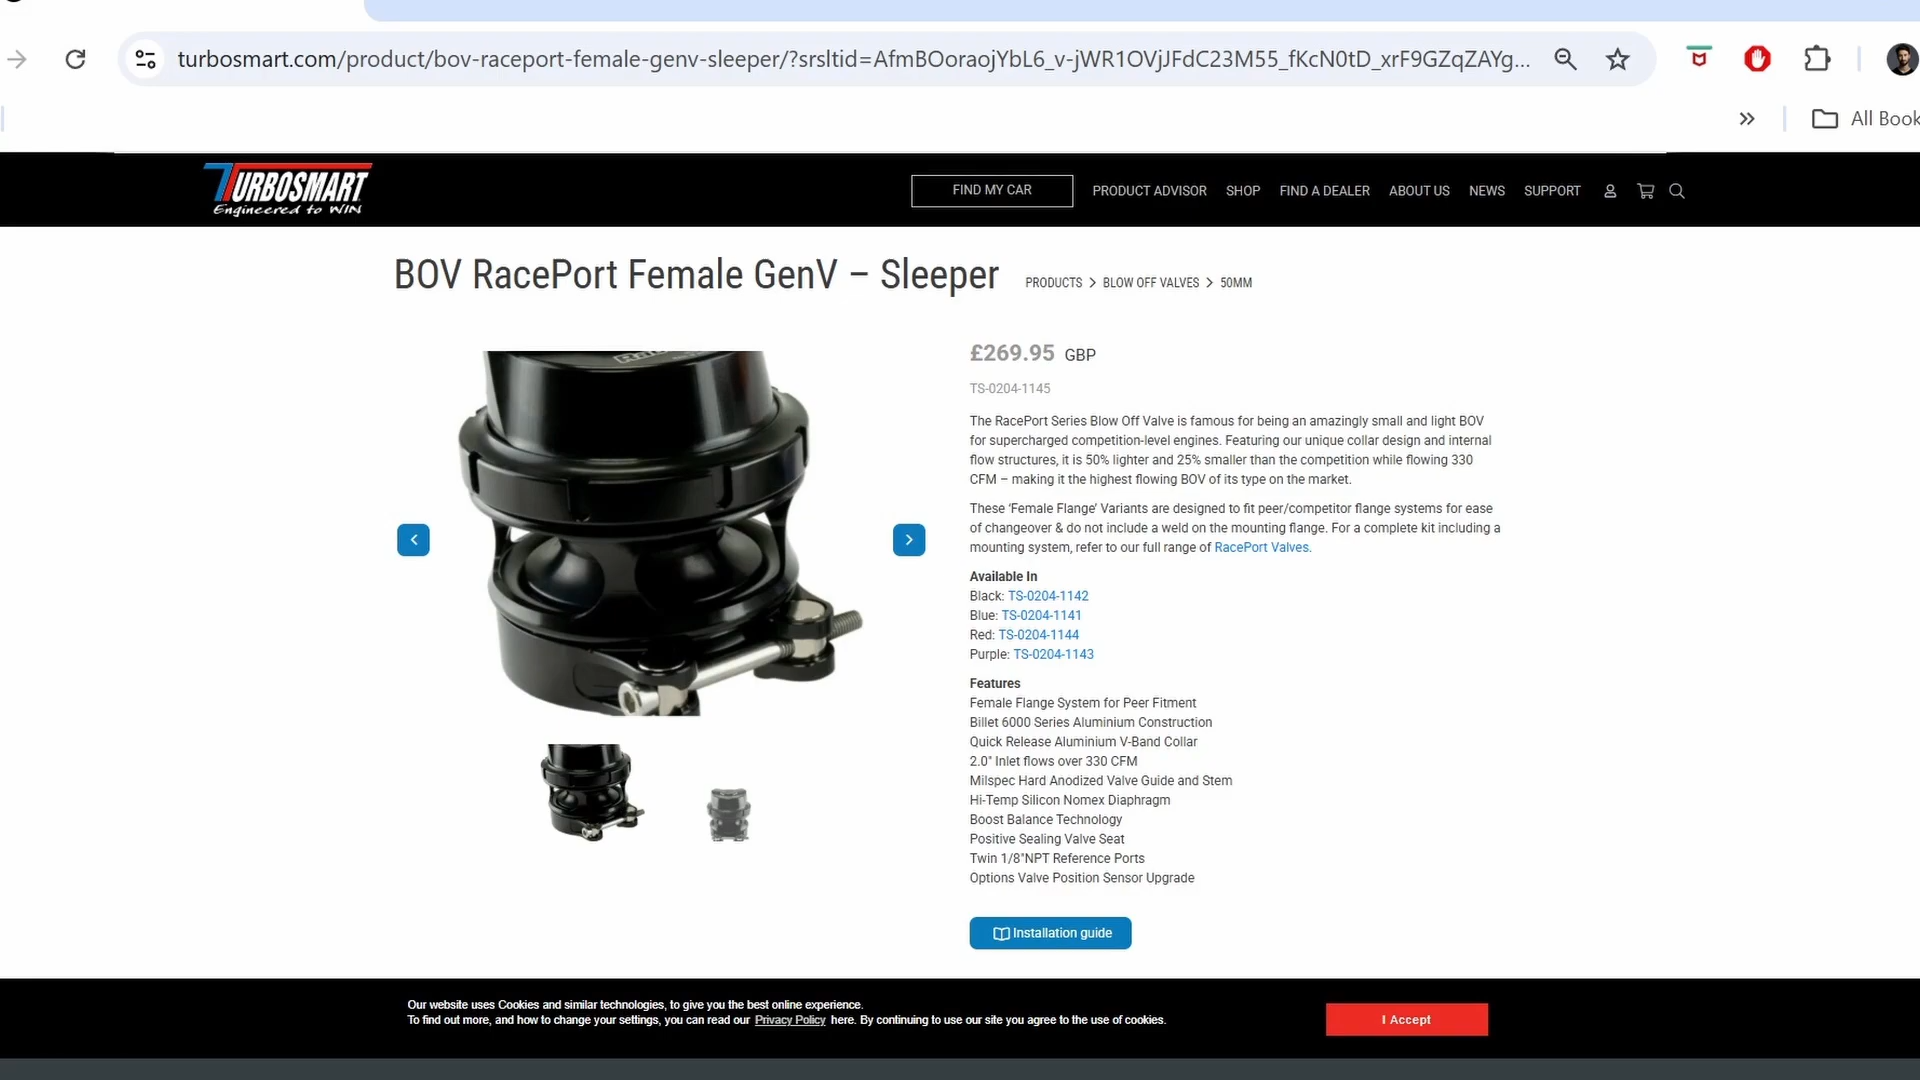 turbosmart.com/product/bov-raceport-female-genv-sleeper/?srsltid=AfmBOoraojYbL6_v-jWR1OVjJFdC23M55_fKcN0tD_xrF9GZqZAYg...
All Book
TURBOSMART
Engineered to WIN
FIND MY CAR
PRODUCT ADVISOR
SHOP
FIND A DEALER
ABOUT US
NEWS
SUPPORT
BOV RacePort Female GenV – Sleeper
PRODUCTS > BLOW OFF VALVES > 50MM
£269.95 GBP
TS-0204-1145
The RacePort Series Blow Off Valve is famous for being an amazingly small and light BOV
for supercharged competition-level engines. Featuring our unique collar design and internal
flow structures, it is 50% lighter and 25% smaller than the competition while flowing 330
CFM – making it the highest flowing BOV of its type on the market.
These ‘Female Flange’ Variants are designed to fit peer/competitor flange systems for ease
of changeover & do not include a weld on the mounting flange. For a complete kit including a
mounting system, refer to our full range of RacePort Valves.
Available In
Black: TS-0204-1142
Blue: TS-0204-1141
Red: TS-0204-1144
Purple: TS-0204-1143
Features
Female Flange System for Peer Fitment
Billet 6000 Series Aluminium Construction
Quick Release Aluminium V-Band Collar
2.0" Inlet flows over 330 CFM
Milspec Hard Anodized Valve Guide and Stem
Hi-Temp Silicon Nomex Diaphragm
Boost Balance Technology
Positive Sealing Valve Seat
Twin 1/8"NPT Reference Ports
Options Valve Position Sensor Upgrade
Installation guide
Our website uses Cookies and similar technologies, to give you the best online experience.
To find out more, and how to change your settings, you can read our Privacy Policy here. By continuing to use our site you agree to the use of cookies.
I Accept